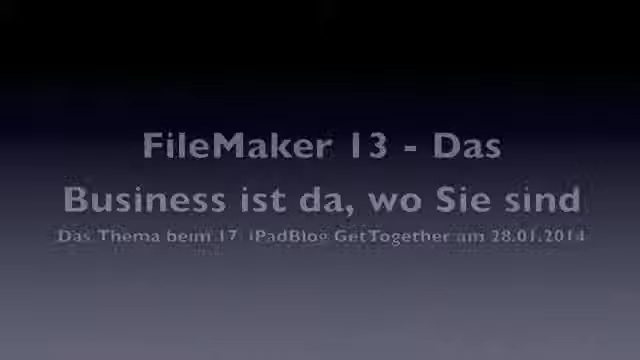 FileMaker 13 - Das
Business ist da, wo Sie sind
Das Thema beim 17. iPadBlog GetTogether am 28.01.2014